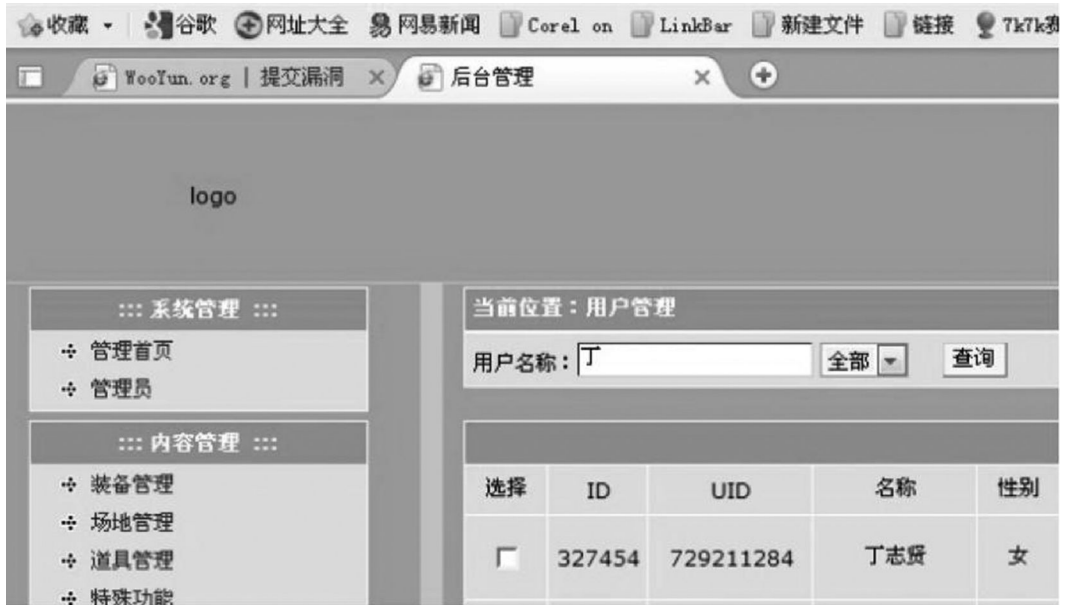 收藏 谷歌 网址大全 网易新闻 Corel on LinkBar 新建文件 链接 7k7k
WooYun.org | 提交漏洞 后台管理
logo
::: 系统管理 :::
管理首页
管理员
::: 内容管理 :::
装备管理
场地管理
道具管理
特殊功能
当前位置：用户管理
用户名称： 丁 全部 查询
选择 ID UID 名称 性别
327454 729211284 丁志贤 女